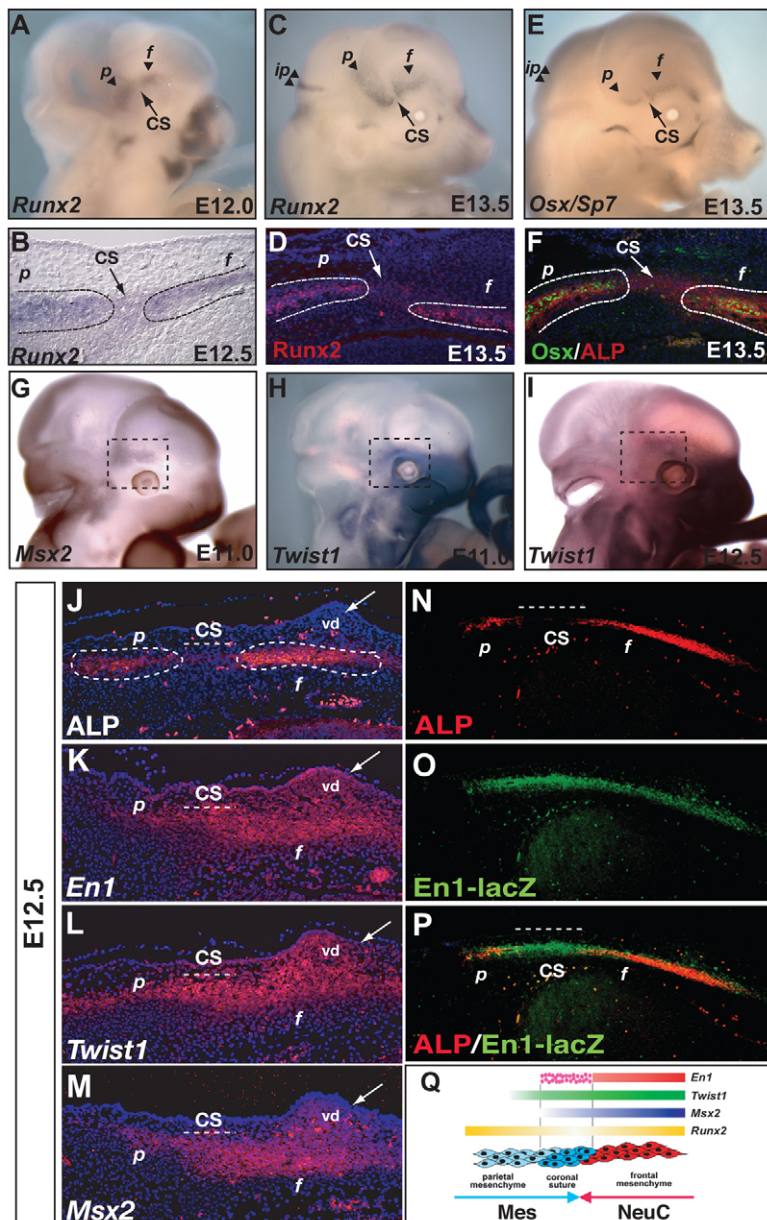 A
p
f
CS
Runx2
E12.0
C
ip
p
f
CS
Runx2
E13.5
E
ip
p
f
CS
Osx/Sp7
E13.5
B
p
CS
f
Runx2
E12.5
D
p
CS
f
Runx2
E13.5
F
p
CS
f
Osx/ALP
E13.5
G
Msx2
E11.0
H
Twist1
E11.0
I
Twist1
E12.5
E12.5
J
p
CS
vd
f
ALP
K
p
CS
vd
f
En1
L
p
CS
vd
f
Twist1
M
p
CS
vd
f
Msx2
N
p
CS
f
ALP
O
En1-lacZ
P
p
CS
f
ALP/En1-lacZ
Q
En1
Twist1
Msx2
Runx2
parietal
mesenchyme
coronal
suture
frontal
mesenchyme
Mes
NeuC